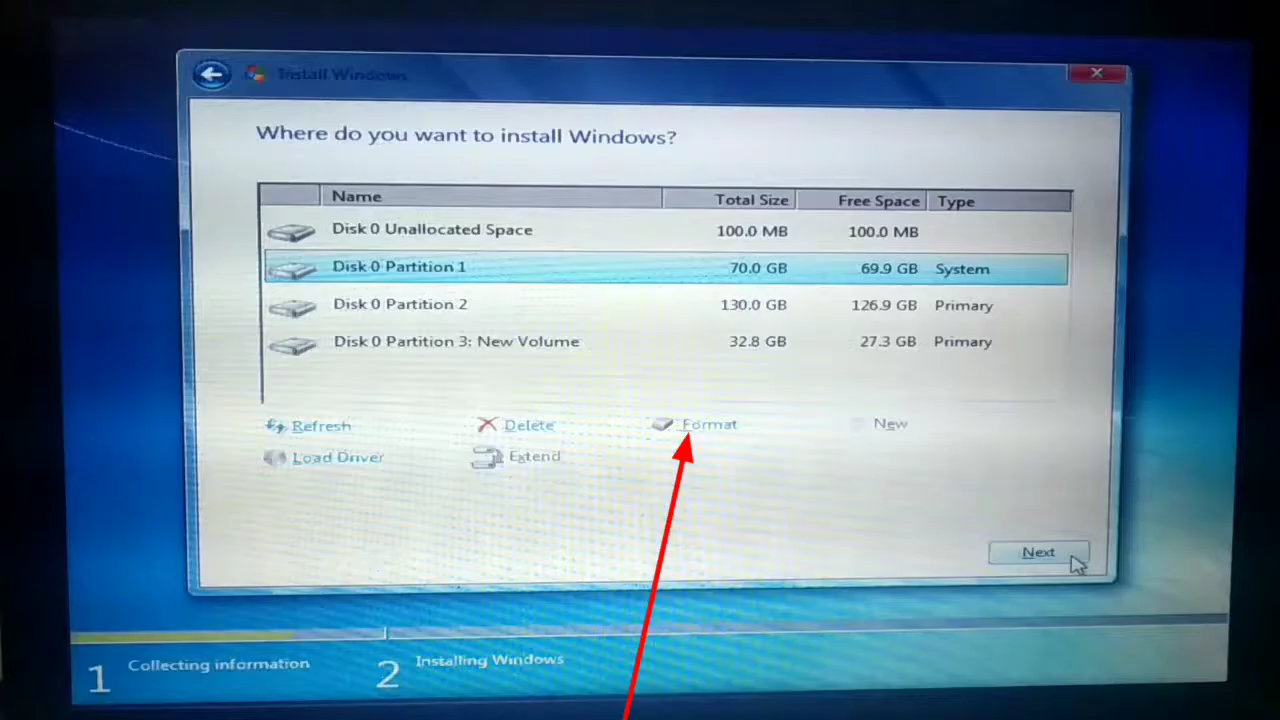 Install Windows
Where do you want to install Windows?
Name Total Size Free Space Type
Disk 0 Unallocated Space 100.0 MB 100.0 MB
Disk 0 Partition 1 70.0 GB 69.9 GB System
Disk 0 Partition 2 130.0 GB 126.9 GB Primary
Disk 0 Partition 3: New Volume 32.8 GB 27.3 GB Primary
Refresh Delete Format New
Load Driver Extend
Next
1 Collecting information 2 Installing Windows